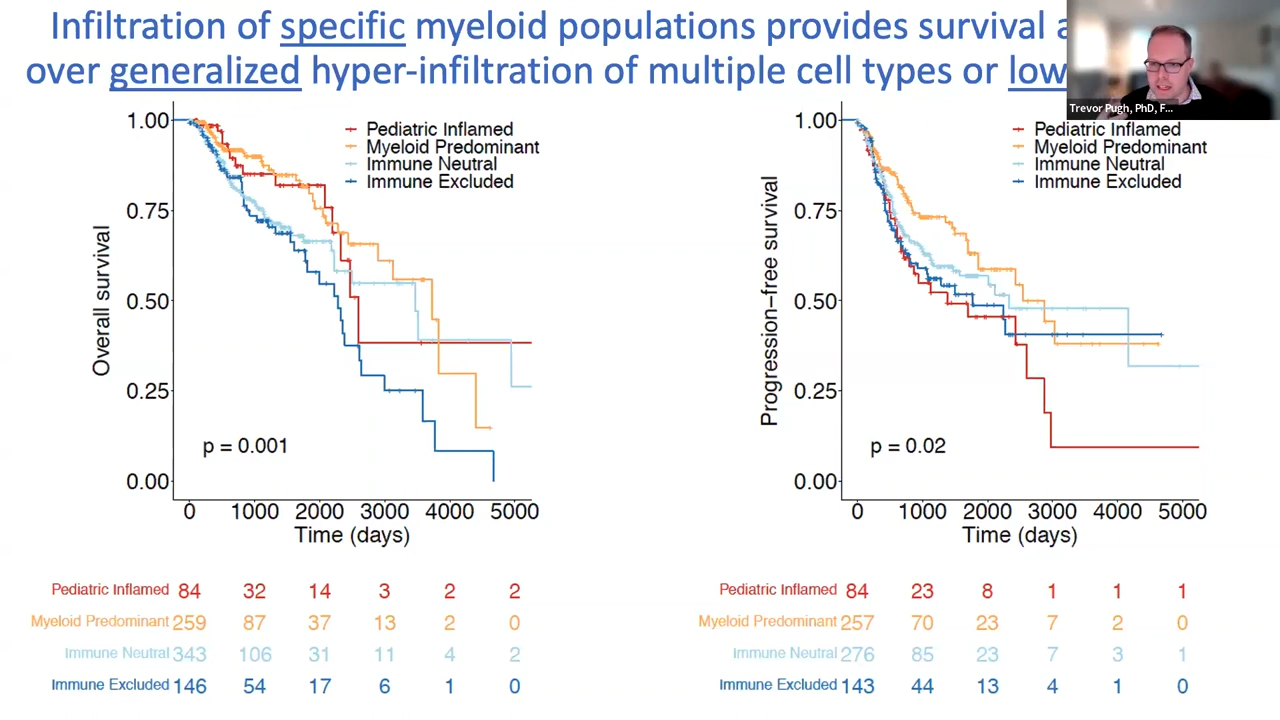 Infiltration of specific myeloid populations provides survival
over generalized hyper-infiltration of multiple cell types or low
Trevor Pugh, PhD, F...
1.00
0.75
0.50
0.25
0.00
Overall survival
Pediatric Inflamed
Myeloid Predominant
Immune Neutral
Immune Excluded
p = 0.001
0 1000 2000 3000 4000 5000
Time (days)
Pediatric Inflamed 84 32 14 3 2 2
Myeloid Predominant 259 87 37 13 2 0
Immune Neutral 343 106 31 11 4 2
Immune Excluded 146 54 17 6 1 0
1.00
0.75
0.50
0.25
0.00
Progression−free survival
Pediatric Inflamed
Myeloid Predominant
Immune Neutral
Immune Excluded
p = 0.02
0 1000 2000 3000 4000 5000
Time (days)
Pediatric Inflamed 84 23 8 1 1 1
Myeloid Predominant 257 70 23 7 2 0
Immune Neutral 276 85 23 7 3 1
Immune Excluded 143 44 13 4 1 0